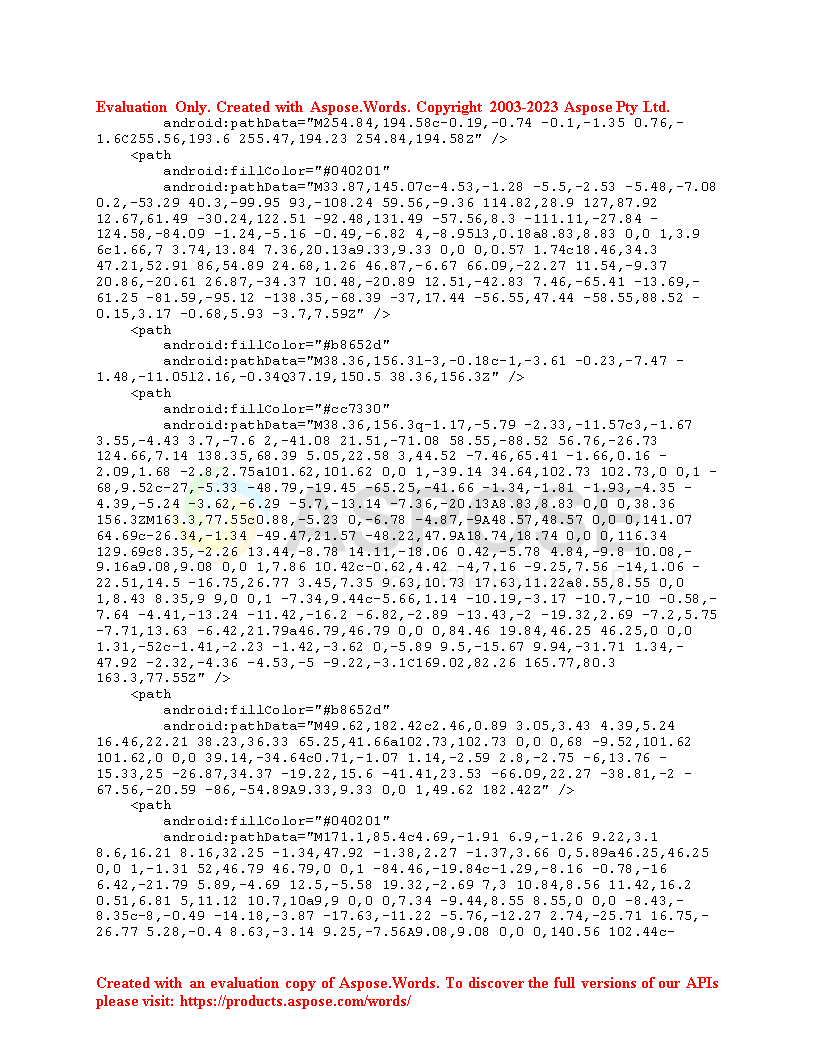 Evaluation Only. Created with Aspose.Words. Copyright 2003-2023 Aspose Pty Ltd.
android:pathData="M254.84,194.58c-0.19,-0.74 -0.1,-1.35 0.76,-
1.6C255.56,193.6 255.47,194.23 254.84,194.58Z" />
<path
android:fillColor="#040201"
android:pathData="M33.87,145.07c-4.53,-1.28 -5.5,-2.53 -5.48,-7.08
0.2,-53.29 40.3,-99.95 93,-108.24 59.56,-9.36 114.82,28.9 127,87.92
12.67,61.49 -30.24,122.51 -92.48,131.49 -57.56,8.3 -111.11,-27.84 -
124.58,-84.09 -1.24,-5.16 -0.49,-6.82 4,-8.95l3,0.18a8.83,8.83 0,0 1,3.9
6c1.66,7 3.74,13.84 7.36,20.13a9.33,9.33 0,0 0,0.57 1.74c18.46,34.3
47.21,52.91 86,54.89 24.68,1.26 46.87,-6.67 66.09,-22.27 11.54,-9.37
20.86,-20.61 26.87,-34.37 10.48,-20.89 12.51,-42.83 7.46,-65.41 -13.69,-
61.25 -81.59,-95.12 -138.35,-68.39 -37,17.44 -56.55,47.44 -58.55,88.52 -
0.15,3.17 -0.68,5.93 -3.7,7.59Z" />
<path
android:fillColor="#b8652d"
android:pathData="M38.36,156.3l-3,-0.18c-1,-3.61 -0.23,-7.47 -
1.48,-11.05l2.16,-0.34Q37.19,150.5 38.36,156.3Z" />
<path
android:fillColor="#cc7330"
android:pathData="M38.36,156.3q-1.17,-5.79 -2.33,-11.57c3,-1.67
3.55,-4.43 3.7,-7.6 2,-41.08 21.51,-71.08 58.55,-88.52 56.76,-26.73
124.66,7.14 138.35,68.39 5.05,22.58 3,44.52 -7.46,65.41 -1.66,0.16 -
2.09,1.68 -2.8,2.75a101.62,101.62 0,0 1,-39.14 34.64,102.73 102.73,0 0,1 -
68,9.52c-27,-5.33 -48.79,-19.45 -65.25,-41.66 -1.34,-1.81 -1.93,-4.35 -
4.39,-5.24 -3.62,-6.29 -5.7,-13.14 -7.36,-20.13A8.83,8.83 0,0 0,38.36
156.3ZM163.3,77.55c0.88,-5.23 0,-6.78 -4.87,-9A48.57,48.57 0,0 0,141.07
64.69c-26.34,-1.34 -49.47,21.57 -48.22,47.9A18.74,18.74 0,0 0,116.34
129.69c8.35,-2.26 13.44,-8.78 14.11,-18.06 0.42,-5.78 4.84,-9.8 10.08,-
9.16a9.08,9.08 0,0 1,7.86 10.42c-0.62,4.42 -4,7.16 -9.25,7.56 -14,1.06 -
22.51,14.5 -16.75,26.77 3.45,7.35 9.63,10.73 17.63,11.22a8.55,8.55 0,0
1,8.43 8.35,9 9,0 0,1 -7.34,9.44c-5.66,1.14 -10.19,-3.17 -10.7,-10 -0.58,-
7.64 -4.41,-13.24 -11.42,-16.2 -6.82,-2.89 -13.43,-2 -19.32,2.69 -7.2,5.75
-7.71,13.63 -6.42,21.79a46.79,46.79 0,0 0,84.46 19.84,46.25 46.25,0 0,0
1.31,-52c-1.41,-2.23 -1.42,-3.62 0,-5.89 9.5,-15.67 9.94,-31.71 1.34,-
47.92 -2.32,-4.36 -4.53,-5 -9.22,-3.1C169.02,82.26 165.77,80.3
163.3,77.55Z" />
<path
android:fillColor="#b8652d"
android:pathData="M49.62,182.42c2.46,0.89 3.05,3.43 4.39,5.24
16.46,22.21 38.23,36.33 65.25,41.66a102.73,102.73 0,0 0,68 -9.52,101.62
101.62,0 0,0 39.14,-34.64c0.71,-1.07 1.14,-2.59 2.8,-2.75 -6,13.76 -
15.33,25 -26.87,34.37 -19.22,15.6 -41.41,23.53 -66.09,22.27 -38.81,-2 -
67.56,-20.59 -86,-54.89A9.33,9.33 0,0 1,49.62 182.42Z" />
<path
android:fillColor="#040201"
android:pathData="M171.1,85.4c4.69,-1.91 6.9,-1.26 9.22,3.1
8.6,16.21 8.16,32.25 -1.34,47.92 -1.38,2.27 -1.37,3.66 0,5.89a46.25,46.25
0,0 1,-1.31 52,46.79 46.79,0 0,1 -84.46,-19.84c-1.29,-8.16 -0.78,-16
6.42,-21.79 5.89,-4.69 12.5,-5.58 19.32,-2.69 7,3 10.84,8.56 11.42,16.2
0.51,6.81 5,11.12 10.7,10a9,9 0,0 0,7.34 -9.44,8.55 8.55,0 0,0 -8.43,-
8.35c-8,-0.49 -14.18,-3.87 -17.63,-11.22 -5.76,-12.27 2.74,-25.71 16.75,-
26.77 5.28,-0.4 8.63,-3.14 9.25,-7.56A9.08,9.08 0,0 0,140.56 102.44c-
Created with an evaluation copy of Aspose.Words. To discover the full versions of our APIs
please visit: https://products.aspose.com/words/